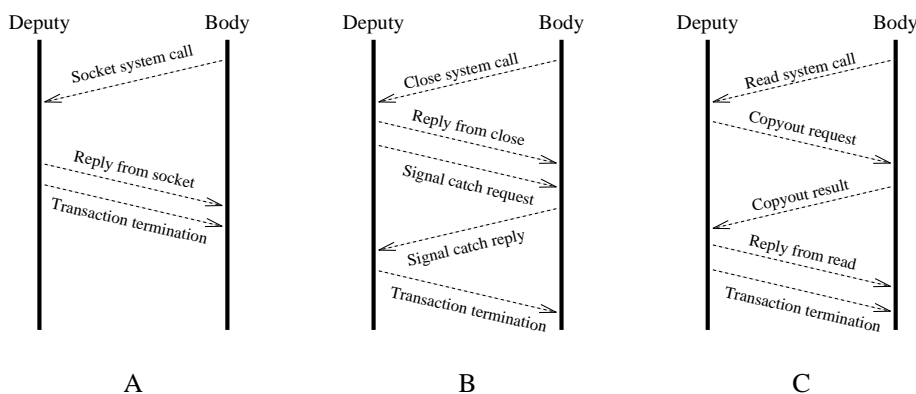 Deputy Body
Socket system call
Reply from socket
Transaction termination
A
Deputy Body
Close system call
Reply from close
Signal catch request
Signal catch reply
Transaction termination
B
Deputy Body
Read system call
Copyout request
Copyout result
Reply from read
Transaction termination
C